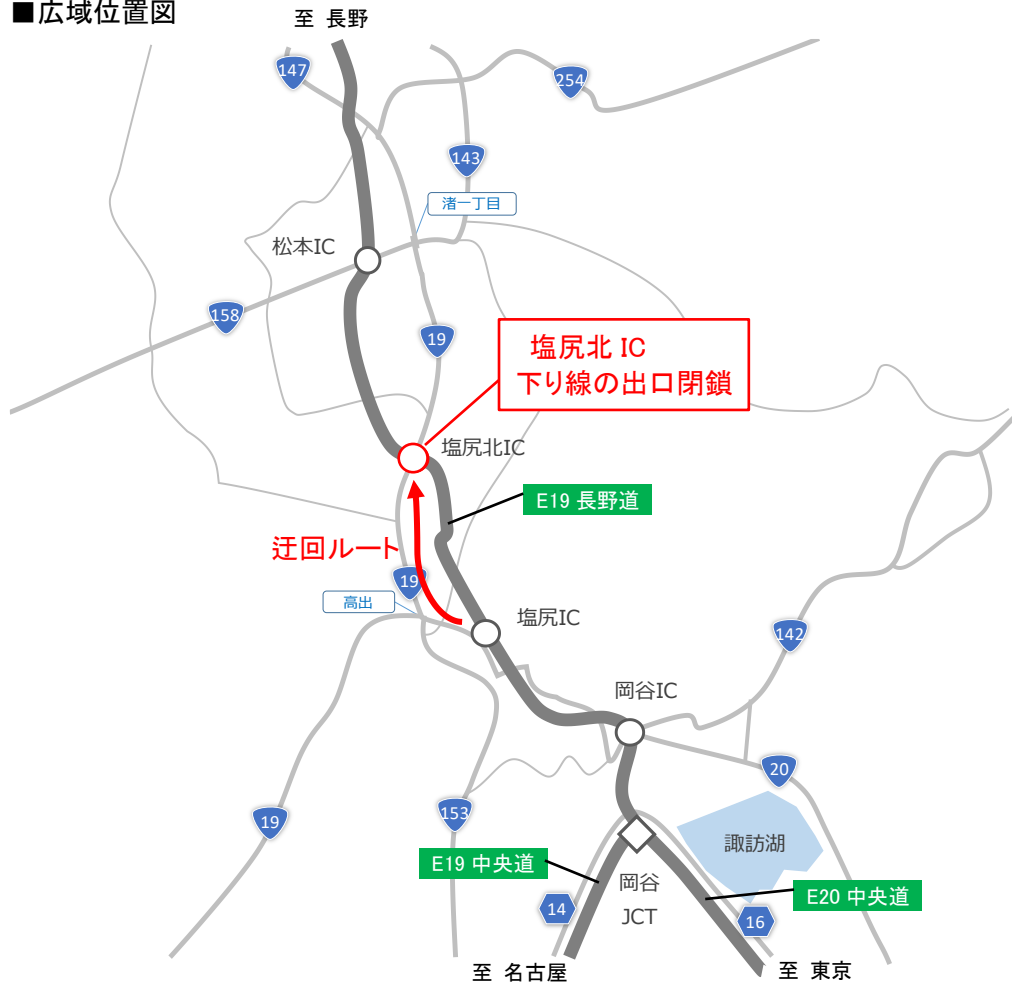 ■広域位置図
至 長野
147
254
143
渚一丁目
松本IC
158
19
塩尻北 IC
下り線の出口閉鎖
塩尻北IC
E19 長野道
迂回ルート
19
高出
塩尻IC
142
岡谷IC
20
19
153
諏訪湖
E19 中央道
岡谷
JCT
E20 中央道
14
16
至 名古屋
至 東京